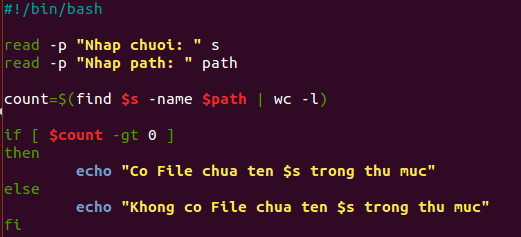 #!/bin/bash
read -p "Nhap chuoi: " s
read -p "Nhap path: " path
count=$(find $s -name $path | wc -l)
if [ $count -gt 0 ]
then
echo "Co File chua ten $s trong thu muc"
else
echo "Khong co File chua ten $s trong thu muc"
fi